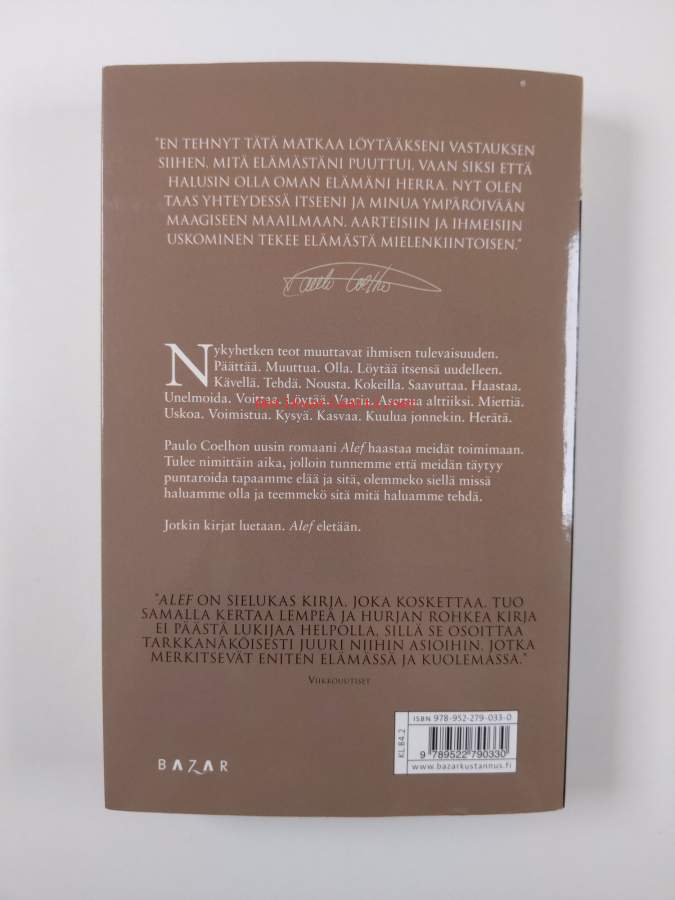 "EN TEHNYT TÄTÄ MATKAA LÖYTÄÄKSENI VASTAUKSEN
SIIHEN, MITÄ ELÄMÄSTÄNI PUUTTUI, VAAN SIKSI ETTÄ
HALUSIN OLLA OMAN ELÄMÄNI HERRA. NYT OLEN
TAAS YHTEYDESSÄ ITSEENI JA MINUA YMPÄRÖIVÄÄN
MAAGISEEN MAAILMAAN. AARTEISIIN JA IHMEISIIN
USKOMINEN TEKEE ELÄMÄSTÄ MIELENKIINTOISEN."
Paulo Coelho
Nykyhetken teot muuttavat ihmisen tulevaisuuden.
Päättää. Muuttua. Olla. Löytää itsensä uudelleen.
Kävellä. Tehdä. Nousta. Kokeilla. Saavuttaa. Haastaa.
Unelmoida. Voittaa. Löytää. Vaatia. Asettua alttiiksi. Miettiä.
Uskoa. Voimistua. Kysyä. Kasvaa. Kuulua jonnekin. Herätä.
Paulo Coelhon uusin romaani Alef haastaa meidät toimimaan.
Tulee nimittäin aika, jolloin tunnemme että meidän täytyy
puntaroida tapaamme elää ja sitä, olemmeko siellä missä
haluamme olla ja teemmekö sitä mitä haluamme tehdä.
Jotkin kirjat luetaan. Alef eletään.
"ALEF ON SIELUKAS KIRJA, JOKA KOSKETTAA. TUO
SAMALLA KERTAA LEMPEÄ JA HURJAN ROHKEA KIRJA
EI PÄÄSTÄ LUKIJAA HELPOLLA, SILLÄ SE OSOITTAA
TARKKANÄKÖISESTI JUURI NIIHIN ASIOIHIN, JOTKA
MERKITSEVÄT ENITEN ELÄMÄSSÄ JA KUOLEMASSA."
VIIKKOUUTISET
BAZAR
KL 84.2
ISBN 978-952-279-033-0
9 789522 790330
www.bazarkustannus.fi